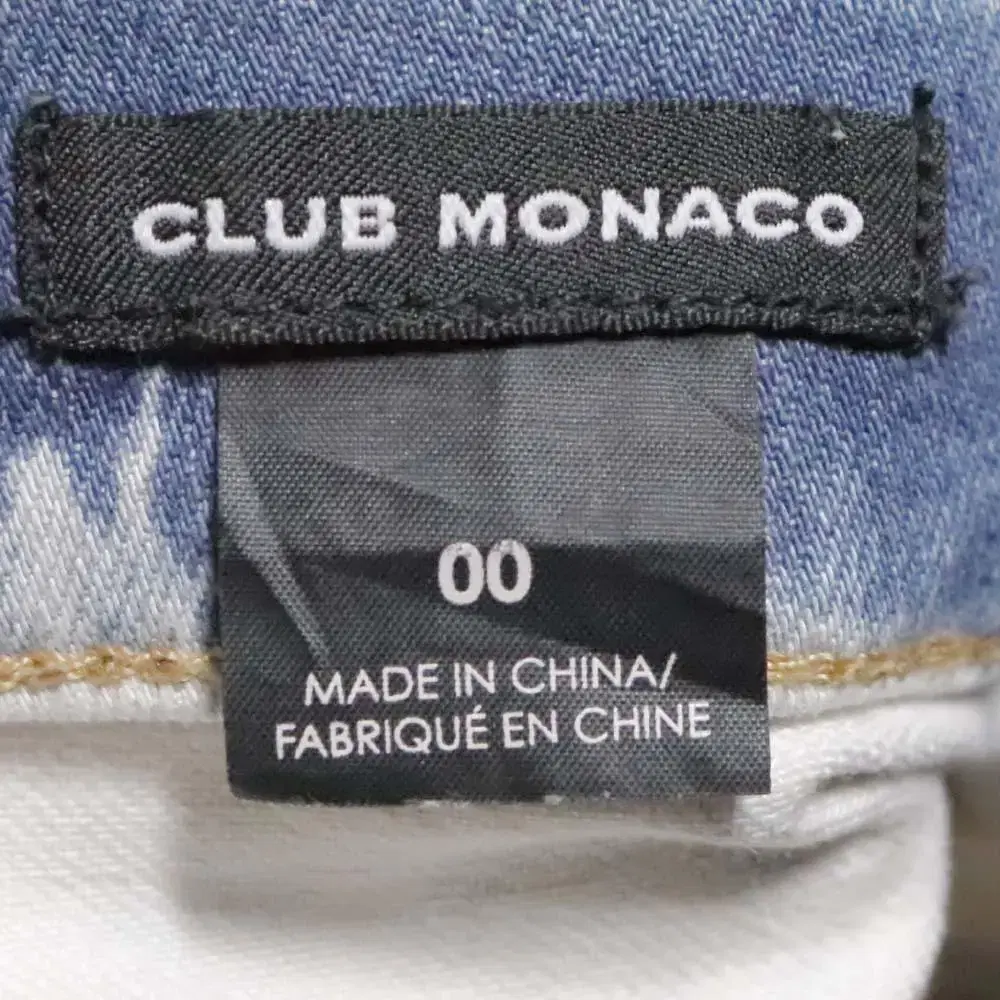 CLUB MONACO
00
MADE IN CHINA/
FABRIQUÉ EN CHINE